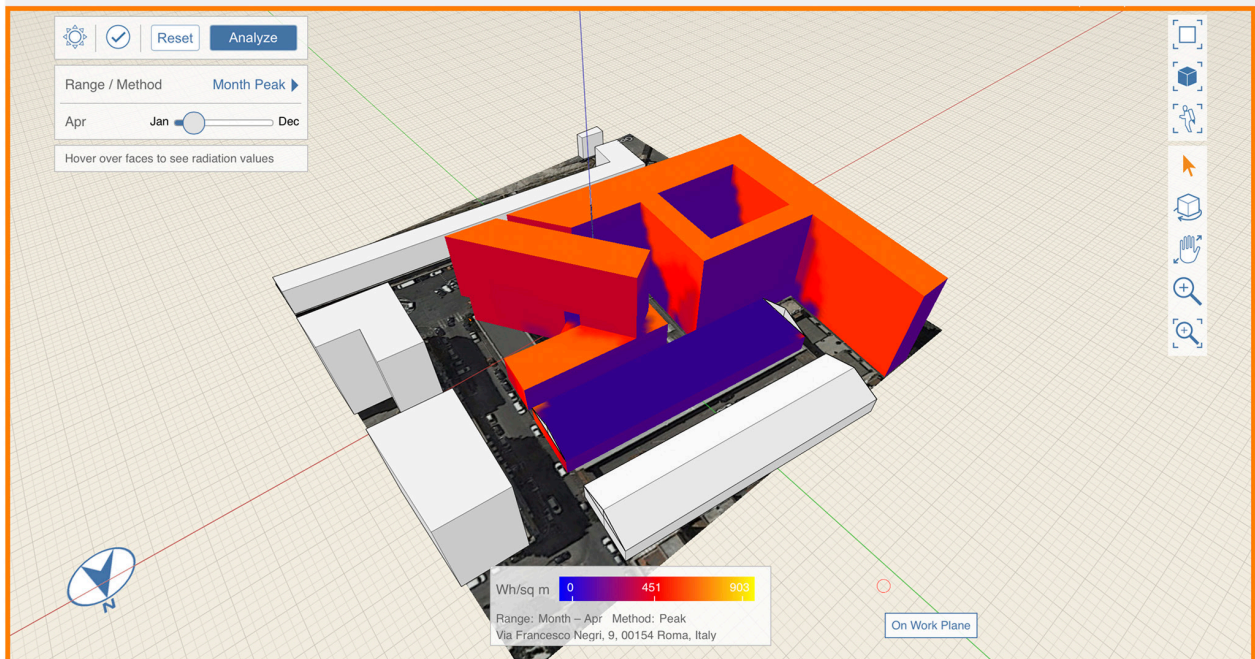 Reset Analyze
Range / Method Month Peak
Apr Jan Dec
Hover over faces to see radiation values
N
Wh/sq m 0 451 903
Range: Month – Apr Method: Peak
Via Francesco Negri, 9, 00154 Roma, Italy
On Work Plane